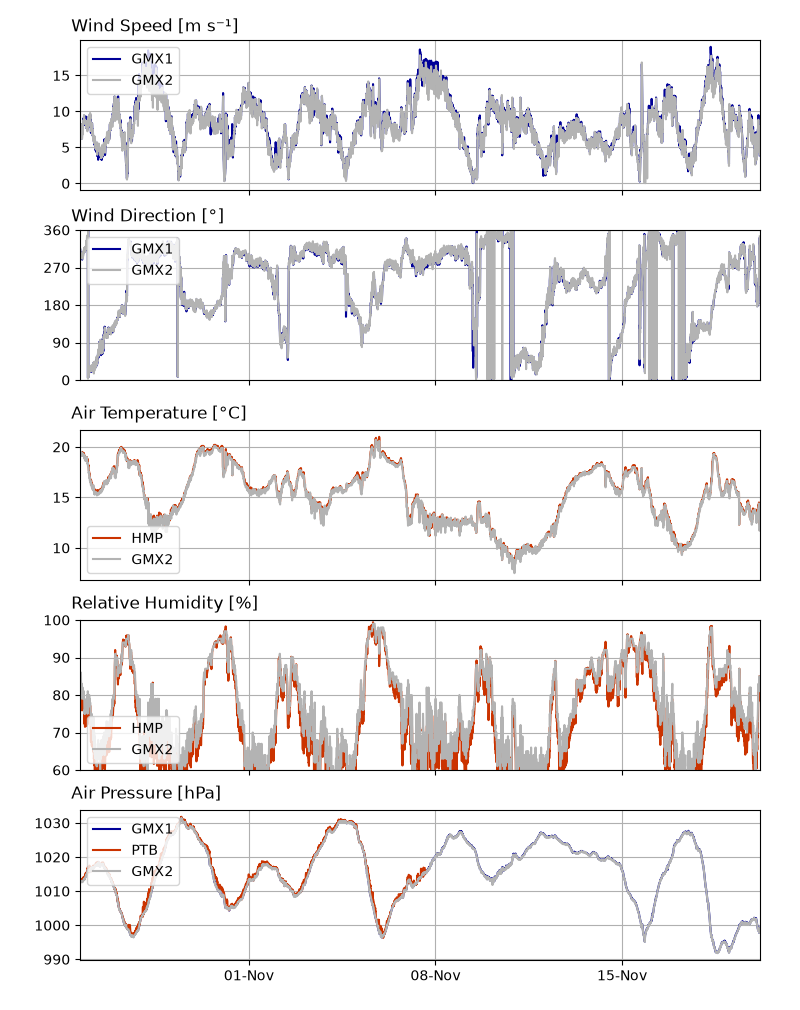 Wind Speed [m s⁻¹]
GMX1
GMX2
15
10
5
0
Wind Direction [°]
360
GMX1
GMX2
270
180
90
0
Air Temperature [°C]
20
15
10
HMP
GMX2
Relative Humidity [%]
100
90
80
70
HMP
GMX2
60
Air Pressure [hPa]
1030
GMX1
PTB
GMX2
1020
1010
1000
990
01-Nov 08-Nov 15-Nov